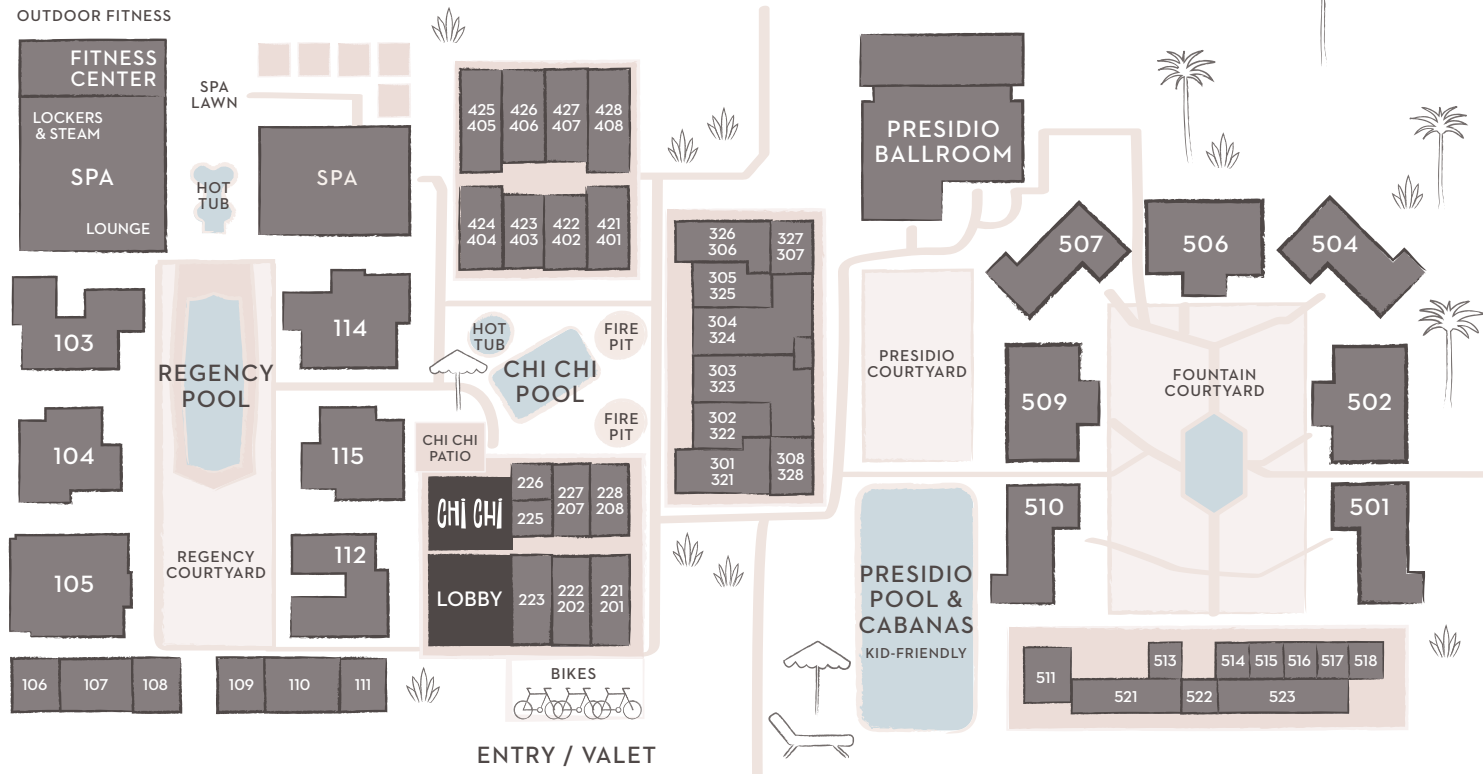 OUTDOOR FITNESS
FITNESS
CENTER
LOCKERS
& STEAM
SPA
LOUNGE
SPA
LAWN
HOT
TUB
SPA
425
405
426
406
427
407
428
408
424
404
423
403
422
402
421
401
PRESIDIO
BALLROOM
103
114
REGENCY
POOL
104
115
105
REGENCY
COURTYARD
112
106
107
108
109
110
111
HOT
TUB
CHI CHI
POOL
FIRE
PIT
FIRE
PIT
CHI CHI
PATIO
CHI CHI
226
225
227
207
228
208
LOBBY
223
222
202
221
201
BIKES
ENTRY / VALET
326
306
327
307
305
325
304
324
303
323
302
322
301
321
308
328
PRESIDIO
COURTYARD
PRESIDIO
POOL &
CABANAS
KID-FRIENDLY
507
506
504
509
FOUNTAIN
COURTYARD
502
510
501
511
513
514
515
516
517
518
521
522
523